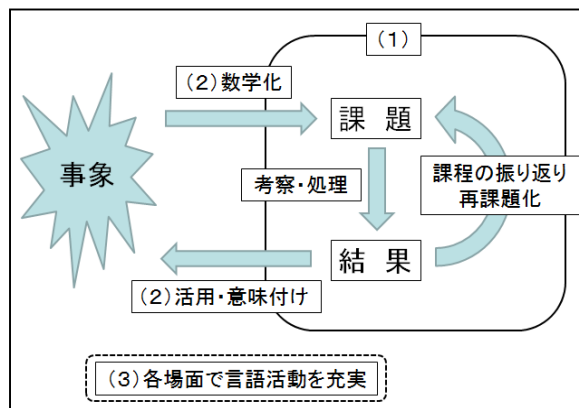 (1)
(2)数学化
課 題
事象
考察・処理
課程の振り返り
再課題化
結 果
(2)活用・意味付け
(3)各場面で言語活動を充実